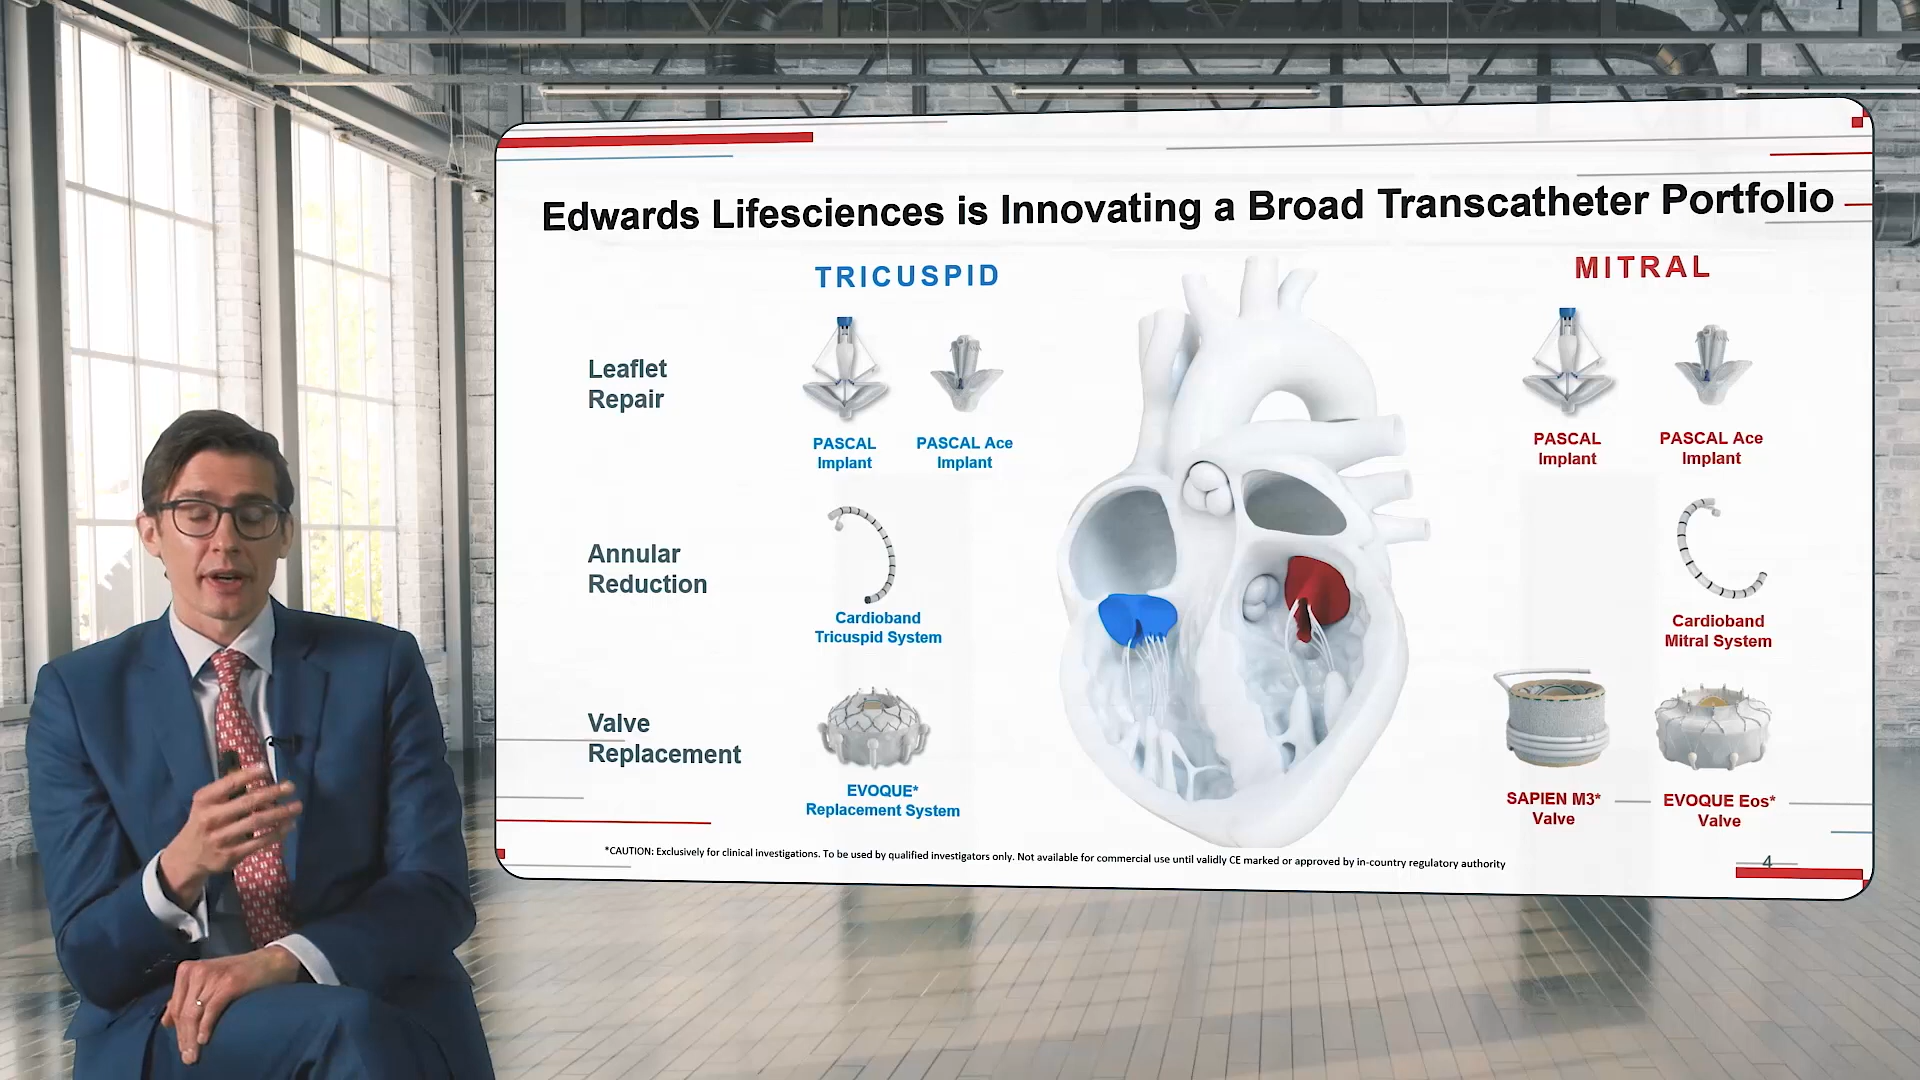 Edwards Lifesciences is Innovating a Broad Transcatheter Portfolio
TRICUSPID
MITRAL
Leaflet
Repair
PASCAL
Implant
PASCAL Ace
Implant
PASCAL
Implant
PASCAL Ace
Implant
Annular
Reduction
Cardioband
Tricuspid System
Cardioband
Mitral System
Valve
Replacement
EVOQUE*
Replacement System
SAPIEN M3*
Valve
EVOQUE Eos*
Valve
*CAUTION: Exclusively for clinical investigations. To be used by qualified investigators only. Not available for commercial use until validly CE marked or approved by in-country regulatory authority
4